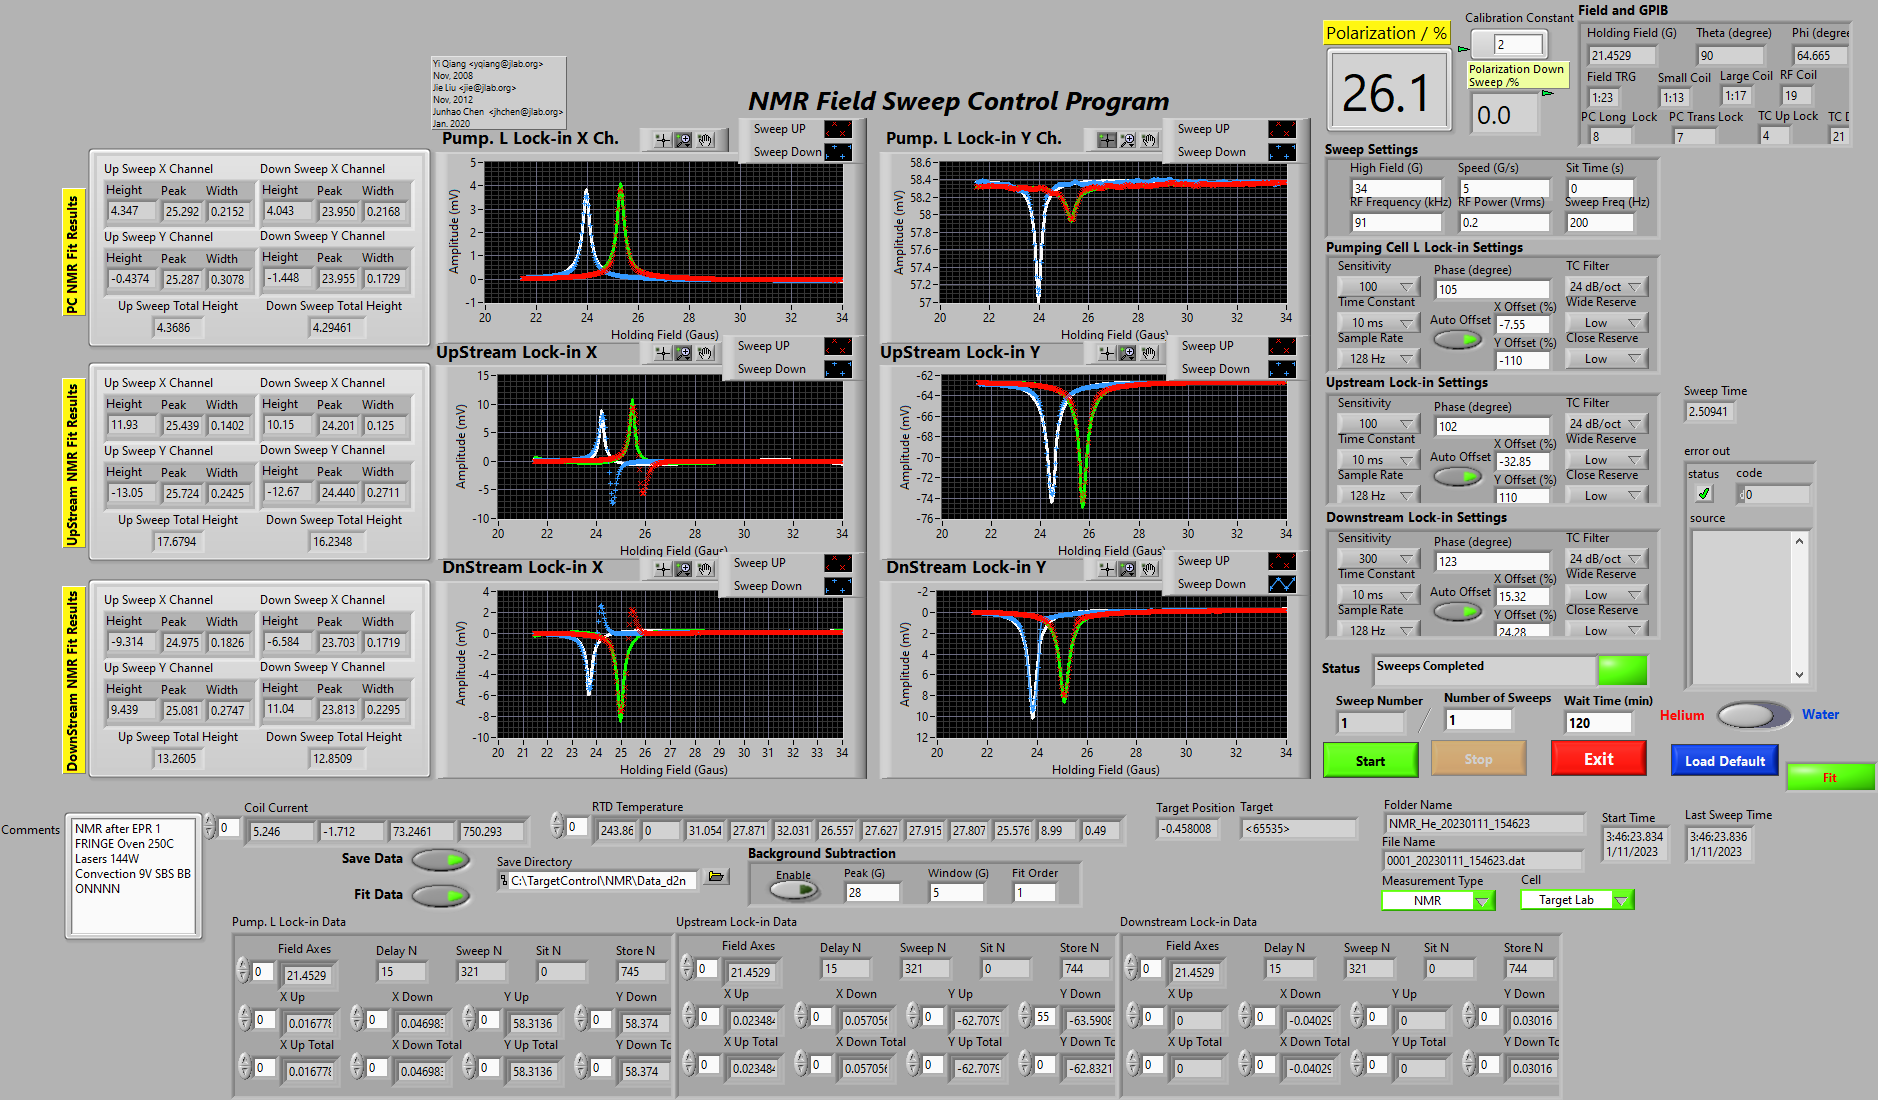 Yi Qiang <yqiang@jlab.org>
Nov, 2008
Jie Liu <jie@jlab.org>
Nov, 2012
Junhao Chen <jhchen@jlab.org>
Jan. 2020
NMR Field Sweep Control Program
Polarization / %
26.1
Calibration Constant
2
Polarization Down
Sweep /%
0.0
Field and GPIB
Holding Field (G) Theta (degree) Phi (degree
21.4529 90 64.665
Field TRG Small Coil Large Coil RF Coil
1:23 1:13 1:17 19
PC Long Lock PC Trans Lock TC Up Lock TC D
8 7 4 21
PC NMR Fit Results
Up Sweep X Channel Down Sweep X Channel
Height Peak Width Height Peak Width
4.347 25.292 0.2152 4.043 23.950 0.2168
Up Sweep Y Channel Down Sweep Y Channel
Height Peak Width Height Peak Width
-0.4374 25.287 0.3078 -1.448 23.955 0.1729
Up Sweep Total Height Down Sweep Total Height
4.3686 4.29461
UpStream NMR Fit Results
Up Sweep X Channel Down Sweep X Channel
Height Peak Width Height Peak Width
11.93 25.439 0.1402 10.15 24.201 0.125
Up Sweep Y Channel Down Sweep Y Channel
Height Peak Width Height Peak Width
-13.05 25.724 0.2425 -12.67 24.440 0.2711
Up Sweep Total Height Down Sweep Total Height
17.6794 16.2348
DownStream NMR Fit Results
Up Sweep X Channel Down Sweep X Channel
Height Peak Width Height Peak Width
-9.314 24.975 0.1826 -6.584 23.703 0.1719
Up Sweep Y Channel Down Sweep Y Channel
Height Peak Width Height Peak Width
9.439 25.081 0.2747 11.04 23.813 0.2295
Up Sweep Total Height Down Sweep Total Height
13.2605 12.8509
Pump. L Lock-in X Ch.
Sweep UP
Sweep Down
Amplitude (mV)
5
4
3
2
1
0
-1
20 22 24 26 28 30 32 34
Holding Field (Gaus)
Pump. L Lock-in Y Ch.
Sweep UP
Sweep Down
Amplitude (mV)
58.6
58.4
58.2
58
57.8
57.6
57.4
57.2
57
20 22 24 26 28 30 32 34
Holding Field (Gaus)
UpStream Lock-in X
Sweep UP
Sweep Down
Amplitude (mV)
15
10
5
0
-5
-10
20 22 24 26 28 30 32 34
Holding Field (Gaus)
UpStream Lock-in Y
Sweep UP
Sweep Down
Amplitude (mV)
-62
-64
-66
-68
-70
-72
-74
-76
20 22 24 26 28 30 32 34
Holding Field (Gaus)
DnStream Lock-in X
Sweep UP
Sweep Down
Amplitude (mV)
4
2
0
-2
-4
-6
-8
-10
20 21 22 23 24 25 26 27 28 29 30 31 32 34
Holding Field (Gaus)
DnStream Lock-in Y
Sweep UP
Sweep Down
Amplitude (mV)
-2
0
2
4
6
8
10
12
20 22 24 26 28 30 32 34
Holding Field (Gaus)
Sweep Settings
High Field (G) Speed (G/s) Sit Time (s)
34 5 0
RF Frequency (kHz) RF Power (Vrms) Sweep Freq (Hz)
91 0.2 200
Pumping Cell L Lock-in Settings
Sensitivity Phase (degree) TC Filter
100 105 24 dB/oct
Time Constant X Offset (%) Wide Reserve
10 ms Auto Offset -7.55 Low
Sample Rate Y Offset (%) Close Reserve
128 Hz -110 Low
Upstream Lock-in Settings
Sensitivity Phase (degree) TC Filter
100 102 24 dB/oct
Time Constant X Offset (%) Wide Reserve
10 ms Auto Offset -32.85 Low
Sample Rate Y Offset (%) Close Reserve
128 Hz 110 Low
Downstream Lock-in Settings
Sensitivity Phase (degree) TC Filter
300 123 24 dB/oct
Time Constant X Offset (%) Wide Reserve
10 ms Auto Offset 15.32 Low
Sample Rate Y Offset (%) Close Reserve
128 Hz 24.28 Low
Sweep Time
2.50941
error out
status code
0
source
Status Sweeps Completed
Sweep Number Number of Sweeps Wait Time (min)
1 / 1 120
Helium Water
Start Stop Exit Load Default Fit
Comments
NMR after EPR 1
FRINGE Oven 250C
Lasers 144W
Convection 9V SBS BB
ONNNN
Coil Current
0 5.246 -1.712 73.2461 750.293
RTD Temperature
0 243.86 0 31.054 27.871 32.031 26.557 27.627 27.915 27.807 25.576 8.99 0.49
Target Position Target
-0.458008 <65535>
Save Data
Fit Data
Save Directory
C:\TargetControl\NMR\Data_d2n
Background Subtraction
Enable Peak (G) Window (G) Fit Order
28 5 1
Folder Name
NMR_He_20230111_154623
File Name
0001_20230111_154623.dat
Measurement Type Cell
NMR Target Lab
Start Time Last Sweep Time
3:46:23.834 3:46:23.836
1/11/2023 1/11/2023
Pump. L Lock-in Data
Field Axes Delay N Sweep N Sit N Store N
0 21.4529 15 321 0 745
X Up X Down Y Up Y Down
0 0.016778 0 0.046983 0 58.3136 0 58.374
X Up Total X Down Total Y Up Total Y Down To
0 0.016778 0 0.046983 0 58.3136 0 58.374
Upstream Lock-in Data
Field Axes Delay N Sweep N Sit N Store N
0 21.4529 15 321 0 744
X Up X Down Y Up Y Down
0 0.023484 0 0.057056 0 -62.7079 55 -63.5908
X Up Total X Down Total Y Up Total Y Down To
0 0.023484 0 0.057056 0 -62.7079 0 -62.8321
Downstream Lock-in Data
Field Axes Delay N Sweep N Sit N Store N
0 21.4529 15 321 0 744
X Up X Down Y Up Y Down
0 0 0 -0.04029 0 0 0 0.03016
X Up Total X Down Total Y Up Total Y Down To
0 0 0 -0.04029 0 0 0 0.03016